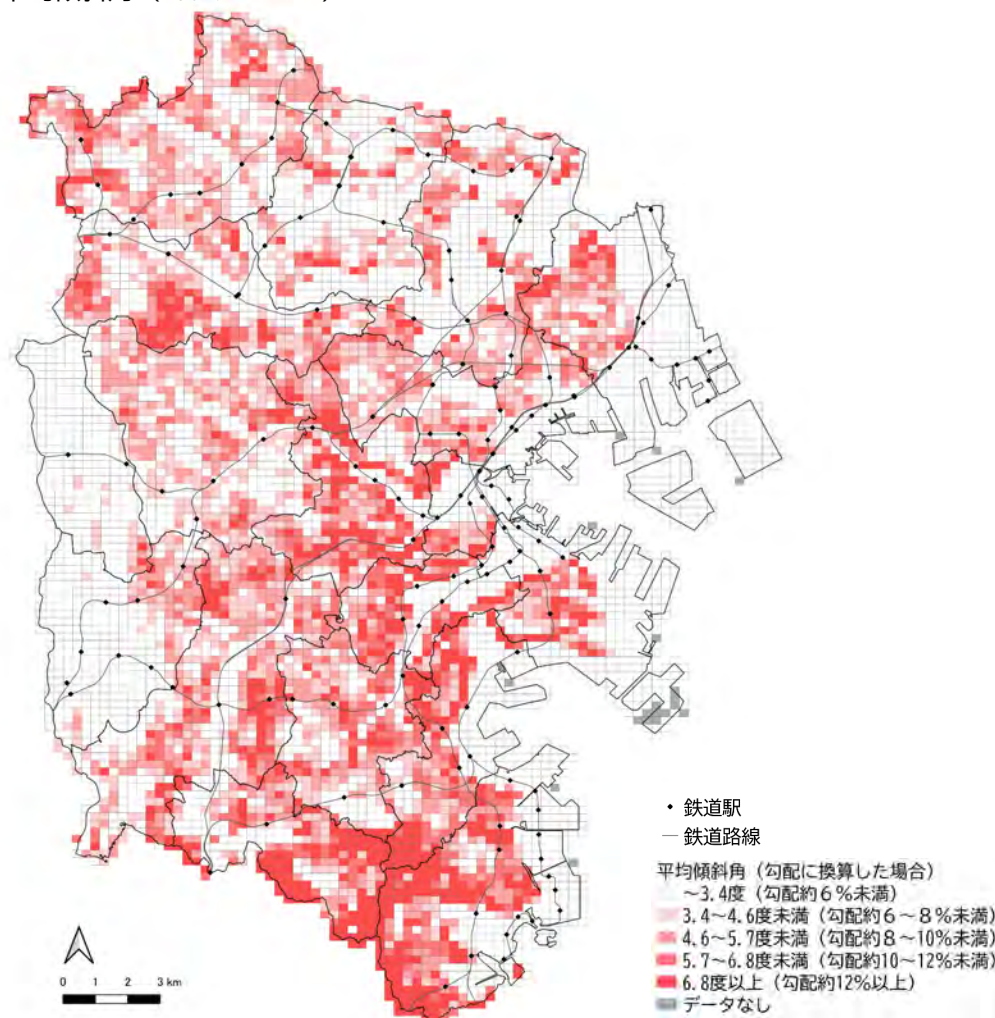 鉄道駅
鉄道路線
平均傾斜角（勾配に換算した場合）
～3.4度（勾配約６％未満）
3.4～4.6度未満（勾配約６～８％未満）
4.6～5.7度未満（勾配約８～10％未満）
5.7～6.8度未満（勾配約10～12％未満）
6.8度以上（勾配約12％以上）
データなし
0 1 2 3 km